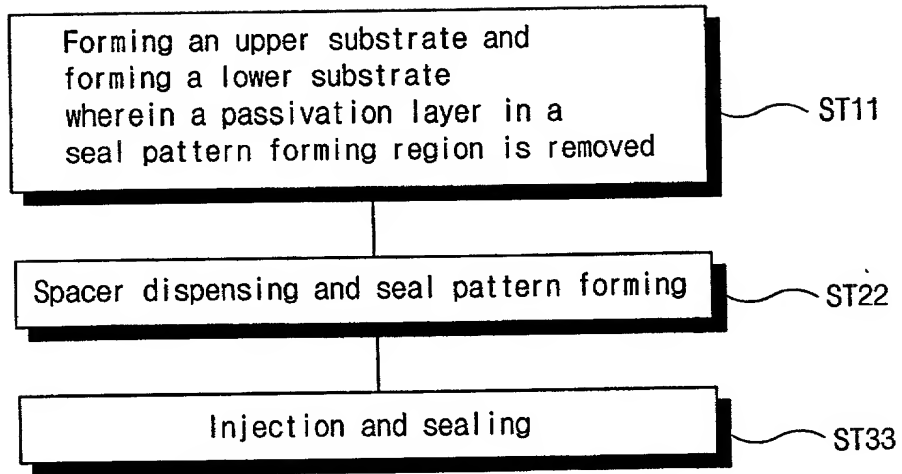 Forming an upper substrate and
forming a lower substrate
wherein a passivation layer in a
seal pattern forming region is removed
ST11
Spacer dispensing and seal pattern forming
ST22
Injection and sealing
ST33